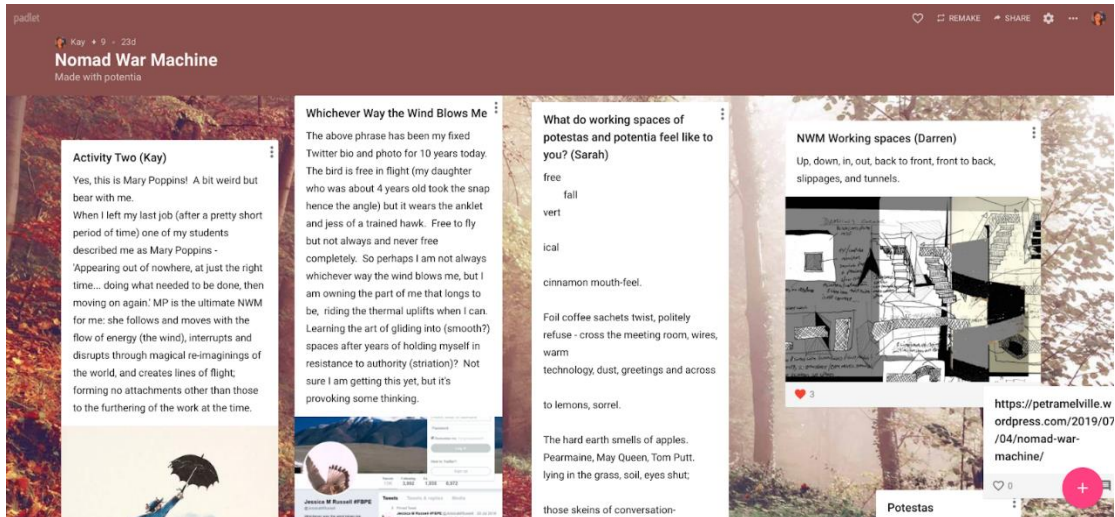 padlet
REMAKE
SHARE
Kay + 9 • 23d
Nomad War Machine
Made with potentia
Activity Two (Kay)
Yes, this is Mary Poppins! A bit weird but
bear with me.
When I left my last job (after a pretty short
period of time) one of my students
described me as Mary Poppins -
'Appearing out of nowhere, at just the right
time... doing what needed to be done, then
moving on again.' MP is the ultimate NWM
for me: she follows and moves with the
flow of energy (the wind), interrupts and
disrupts through magical re-imaginings of
the world, and creates lines of flight;
forming no attachments other than those
to the furthering of the work at the time.
Whichever Way the Wind Blows Me
The above phrase has been my fixed
Twitter bio and photo for 10 years today.
The bird is free in flight (my daughter
who was about 4 years old took the snap
hence the angle) but it wears the anklet
and jess of a trained hawk. Free to fly
but not always and never free
completely. So perhaps I am not always
whichever way the wind blows me, but I
am owning the part of me that longs to
be, riding the thermal uplifts when I can.
Learning the art of gliding into (smooth?)
spaces after years of holding myself in
resistance to authority (striation)? Not
sure I am getting this yet, but it's
provoking some thinking.
Jessica M Russell #FBPE
Tweets Tweets & replies Media
Jessica M Russell #FBPE
What do working spaces of
potestas and potentia feel like to
you? (Sarah)
free
fall
vert
ical
cinnamon mouth-feel.
Foil coffee sachets twist, politely
refuse - cross the meeting room, wires,
warm
technology, dust, greetings and across
to lemons, sorrel.
The hard earth smells of apples.
Pearmaine, May Queen, Tom Putt.
lying in the grass, soil, eyes shut;
those skeins of conversation-
NWM Working spaces (Darren)
Up, down, in, out, back to front, front to back,
slippages, and tunnels.
3
https://petramelville.w
ordpress.com/2019/07
/04/nomad-war-
machine/
0
Potestas